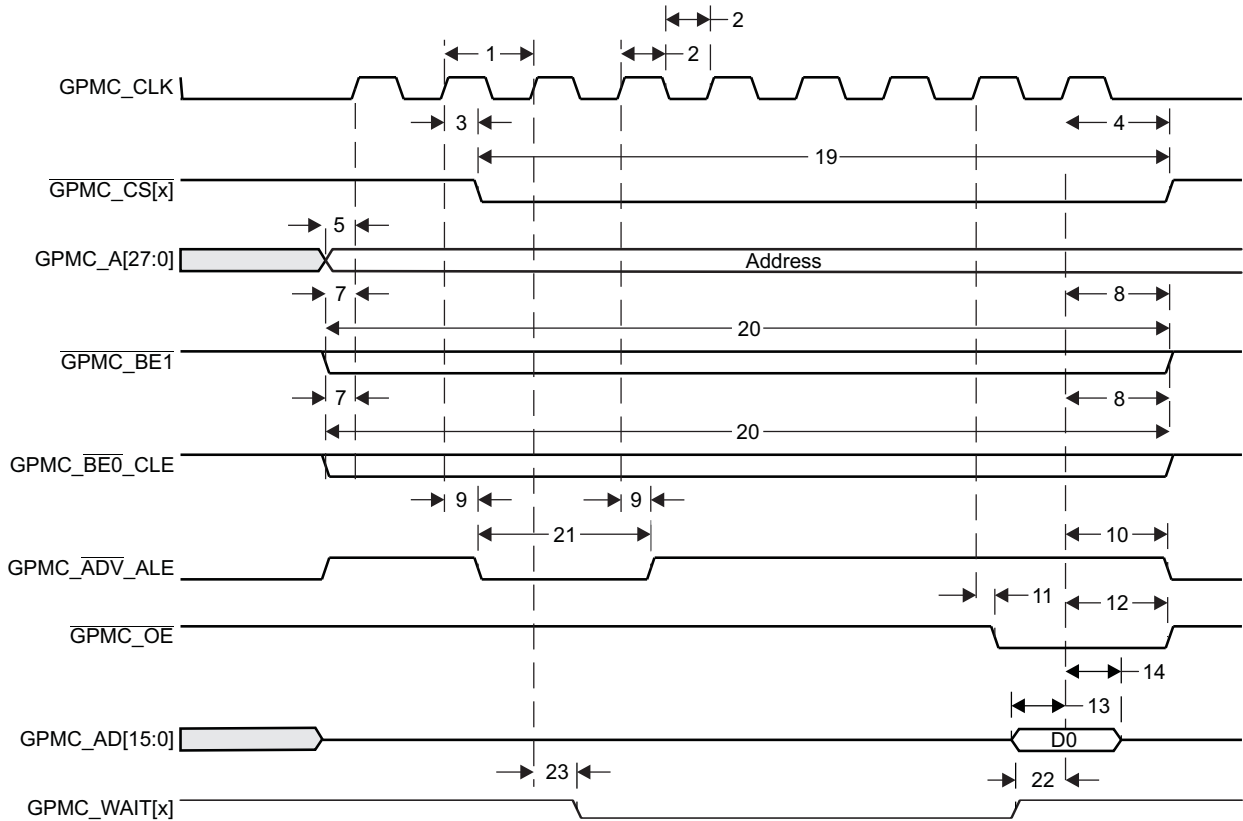 2
1
2
GPMC_CLK
3
4
19
GPMC_CS[x]
5
GPMC_A[27:0]
Address
7
8
20
GPMC_BE1
7
8
20
GPMC_BE0_CLE
9
9
21
10
GPMC_ADV_ALE
11
12
GPMC_OE
14
13
GPMC_AD[15:0]
D0
23
22
GPMC_WAIT[x]